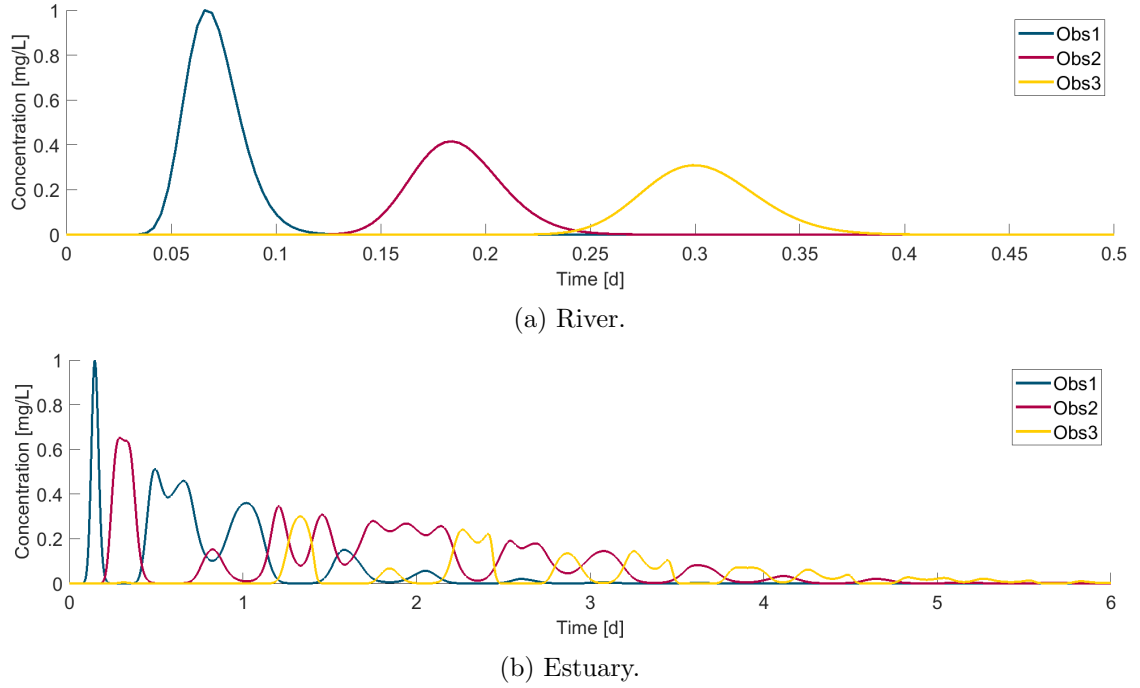 Concentration [mg/L]
1
0.8
0.6
0.4
0.2
0
0 0.05 0.1 0.15 0.2 0.25 0.3 0.35 0.4 0.45 0.5
Time [d]
Obs1
Obs2
Obs3
(a) River.
Concentration [mg/L]
1
0.8
0.6
0.4
0.2
0
0 1 2 3 4 5 6
Time [d]
Obs1
Obs2
Obs3
(b) Estuary.